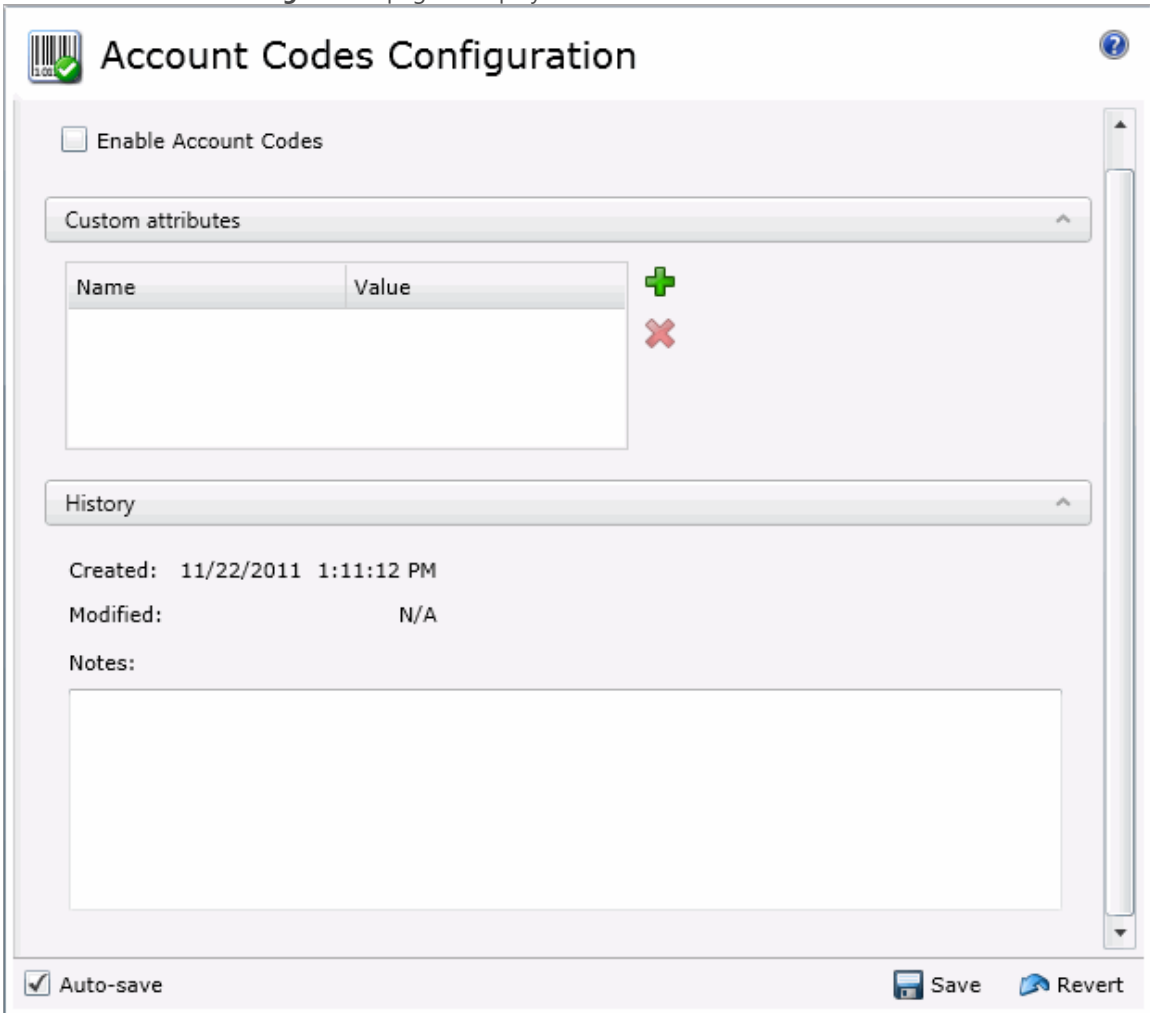 Account Codes Configuration
Enable Account Codes
Custom attributes
Name Value
History
Created: 11/22/2011 1:11:12 PM
Modified: N/A
Notes:
Auto-save Save Revert